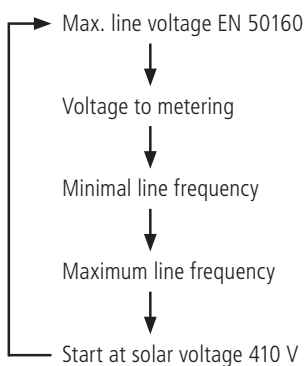 Max. line voltage EN 50160
Voltage to metering
Minimal line frequency
Maximum line frequency
Start at solar voltage 410 V